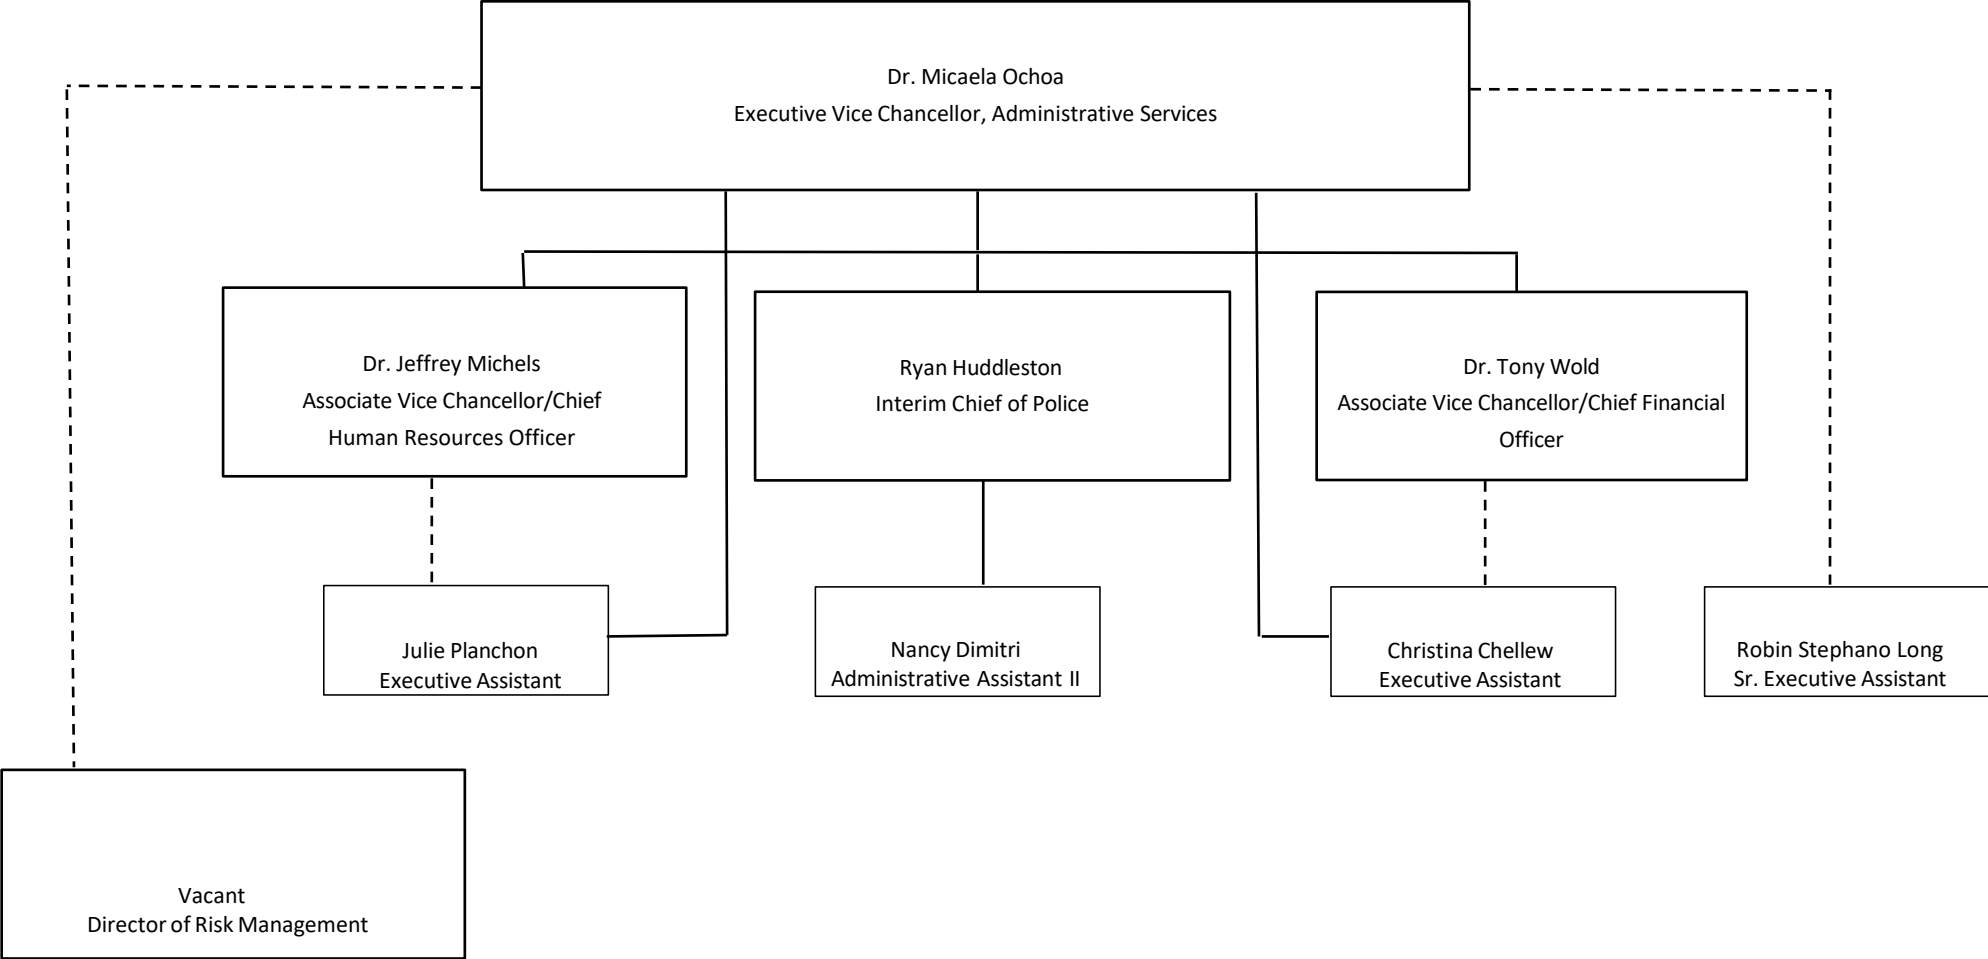 Dr. Micaela Ochoa
Executive Vice Chancellor, Administrative Services
Dr. Jeffrey Michels
Associate Vice Chancellor/Chief
Human Resources Officer
Ryan Huddleston
Interim Chief of Police
Dr. Tony Wold
Associate Vice Chancellor/Chief Financial
Officer
Julie Planchon
Executive Assistant
Nancy Dimitri
Administrative Assistant II
Christina Chellew
Executive Assistant
Robin Stephano Long
Sr. Executive Assistant
Vacant
Director of Risk Management